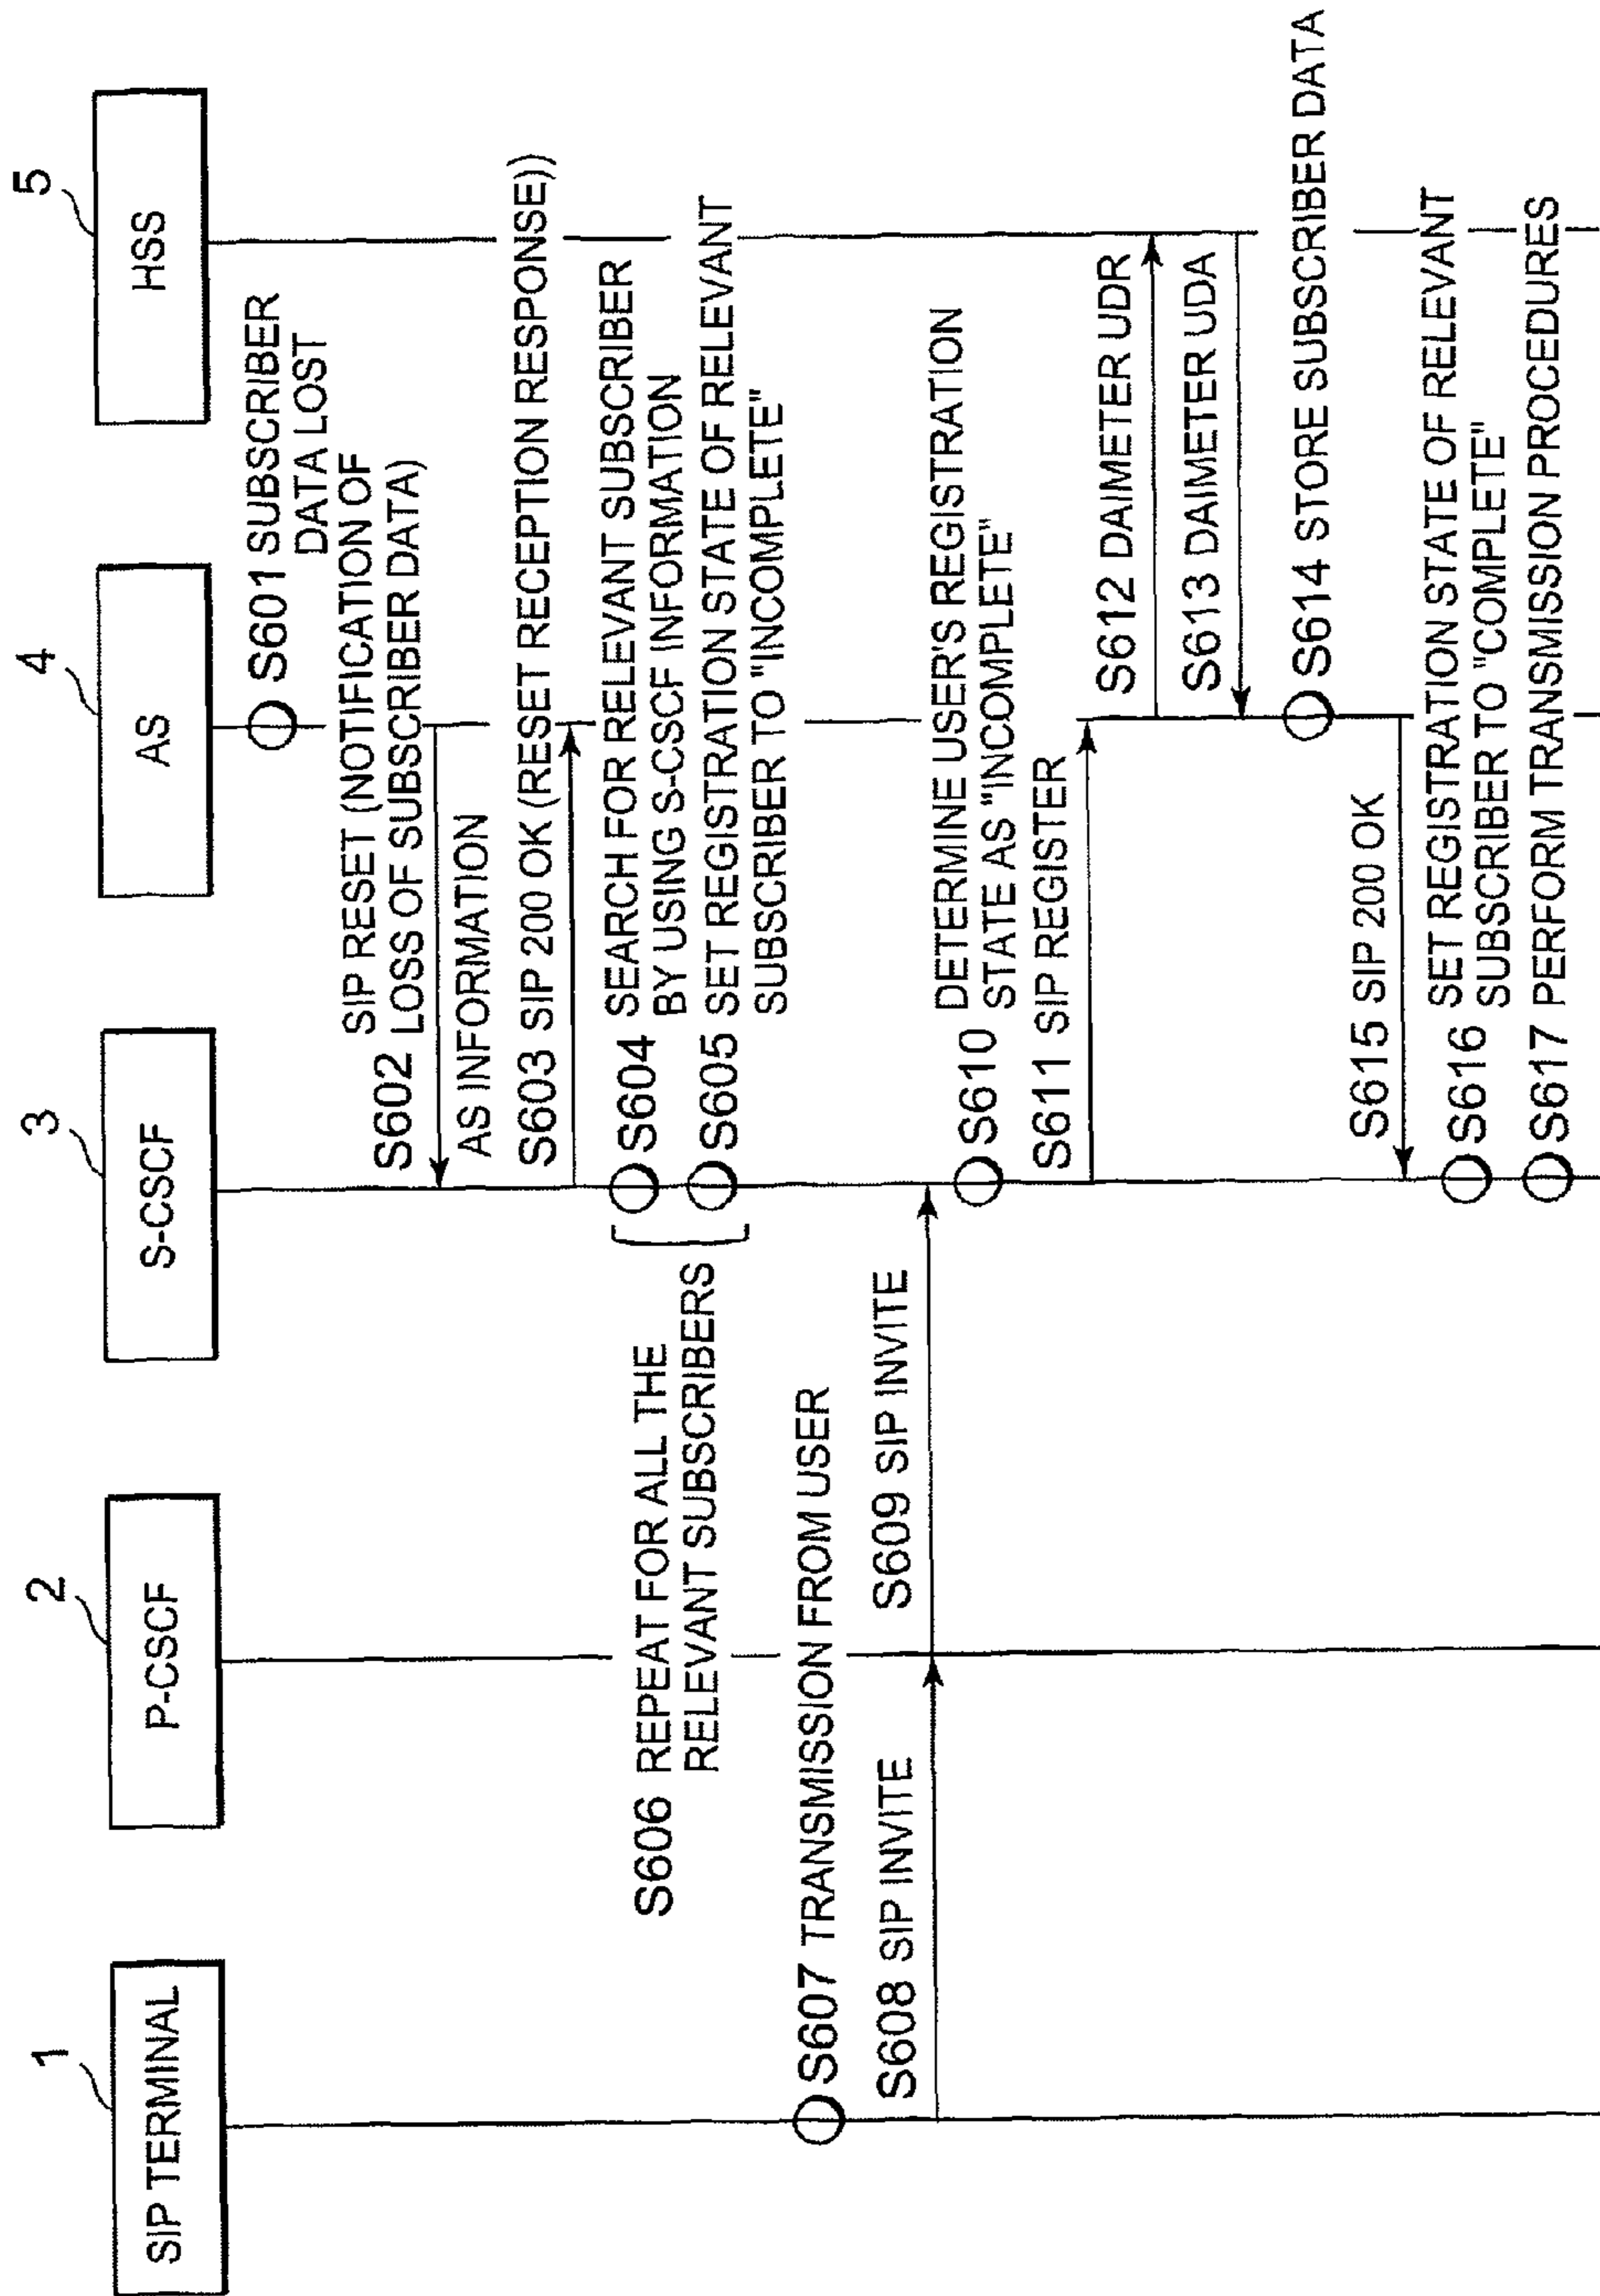 1
SIP TERMINAL
2
P-CSCF
3
S-CSCF
4
AS
5
HSS
S601 SUBSCRIBER
DATA LOST
SIP RESET (NOTIFICATION OF
S602 LOSS OF SUBSCRIBER DATA)
AS INFORMATION
S603 SIP 200 OK (RESET RECEPTION RESPONSE))
S604 SEARCH FOR RELEVANT SUBSCRIBER
BY USING S-CSCF INFORMATION
S605 SET REGISTRATION STATE OF RELEVANT
SUBSCRIBER TO "INCOMPLETE"
S606 REPEAT FOR ALL THE
RELEVANT SUBSCRIBERS
S607 TRANSMISSION FROM USER
S608 SIP INVITE
S609 SIP INVITE
DETERMINE USER'S REGISTRATION
S610 STATE AS "INCOMPLETE"
S611 SIP REGISTER
S612 DAIMETER UDR
S613 DAIMETER UDA
S614 STORE SUBSCRIBER DATA
S615 SIP 200 OK
SET REGISTRATION STATE OF RELEVANT
S616 SUBSCRIBER TO "COMPLETE"
S617 PERFORM TRANSMISSION PROCEDURES